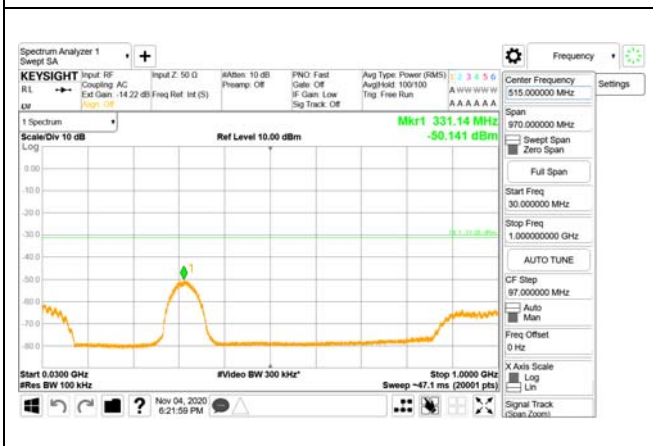 Spectrum Analyzer 1
Swept SA
+
Frequency
KEYSIGHT
RL
Input: RF
Coupling: AC
Ext Gain: -14.22 dB
Align: Off
Input Z: 50 Ω
Freq Ref: Int (S)
#Atten: 10 dB
Preamp: Off
PNO: Fast
Gate: Off
IF Gain: Low
Sig Track: Off
Avg Type: Power (RMS)
Avg|Hold: 100/100
Trig: Free Run
1 2 3 4 5 6
A W W W W W
A A A A A A
1 Spectrum
Scale/Div 10 dB
Log
Ref Level 10.00 dBm
Mkr1 331.14 MHz
-50.141 dBm
0.00
-10.0
-20.0
-30.0
-40.0
-50.0
-60.0
-70.0
-80.0
1
Start 0.0300 GHz
#Res BW 100 kHz
#Video BW 300 kHz*
Stop 1.0000 GHz
Sweep ~47.1 ms (20001 pts)
?
Nov 04, 2020
6:21:59 PM
Center Frequency
515.000000 MHz
Settings
Span
970.000000 MHz
Swept Span
Zero Span
Full Span
Start Freq
30.000000 MHz
Stop Freq
1.000000000 GHz
AUTO TUNE
CF Step
97.000000 MHz
Auto
Man
Freq Offset
0 Hz
X Axis Scale
Log
Lin
Signal Track
(Span Zoom)